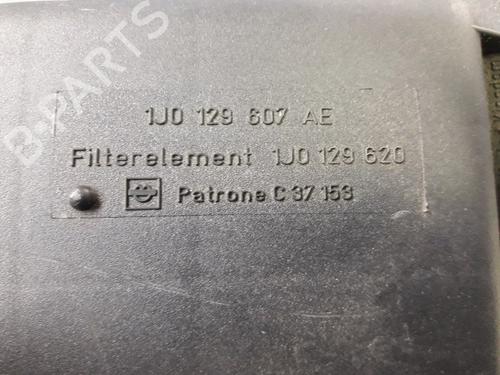 B-PARTS
1J0 129 607 AE
Filterelement 1J0 129 620
Patrone C 37 153